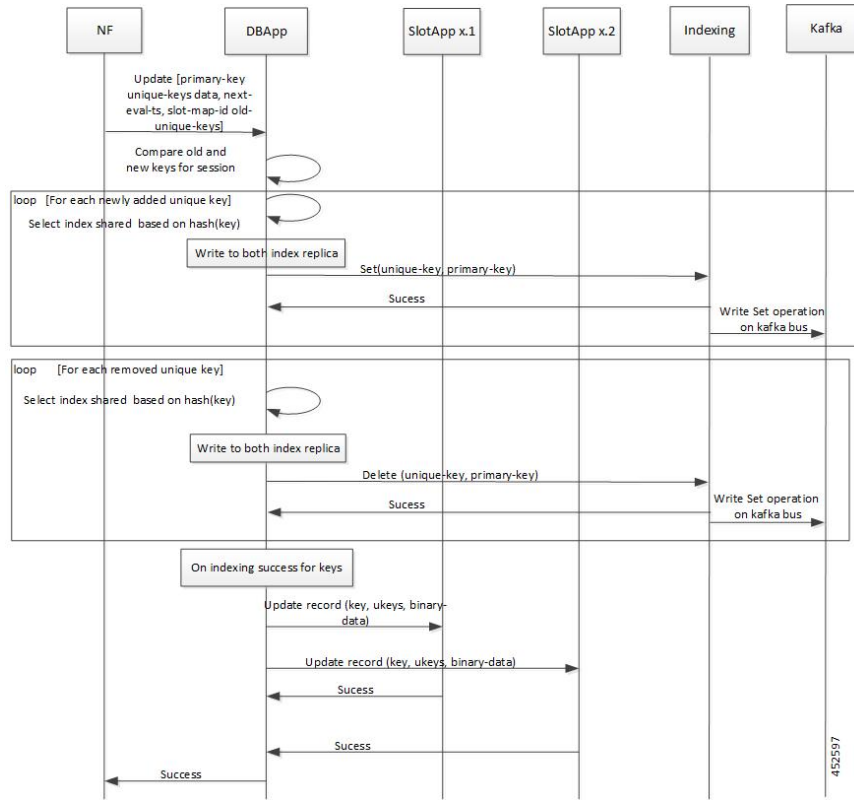 NF
DBApp
SlotApp x.1
SlotApp x.2
Indexing
Kafka
Update [primary-key
unique-keys data, next-
eval-ts, slot-map-id old-
unique-keys]
Compare old and
new keys for session
loop [For each newly added unique key]
Select index shared based on hash(key)
Write to both index replica
Set(unique-key, primary-key)
Sucess
Write Set operation
on kafka bus
loop [For each removed unique key]
Select index shared based on hash(key)
Write to both index replica
Delete (unique-key, primary-key)
Sucess
Write Set operation
on kafka bus
On indexing success for keys
Update record (key, ukeys, binary-
data)
Update record (key, ukeys, binary-data)
Sucess
Sucess
Success
452597